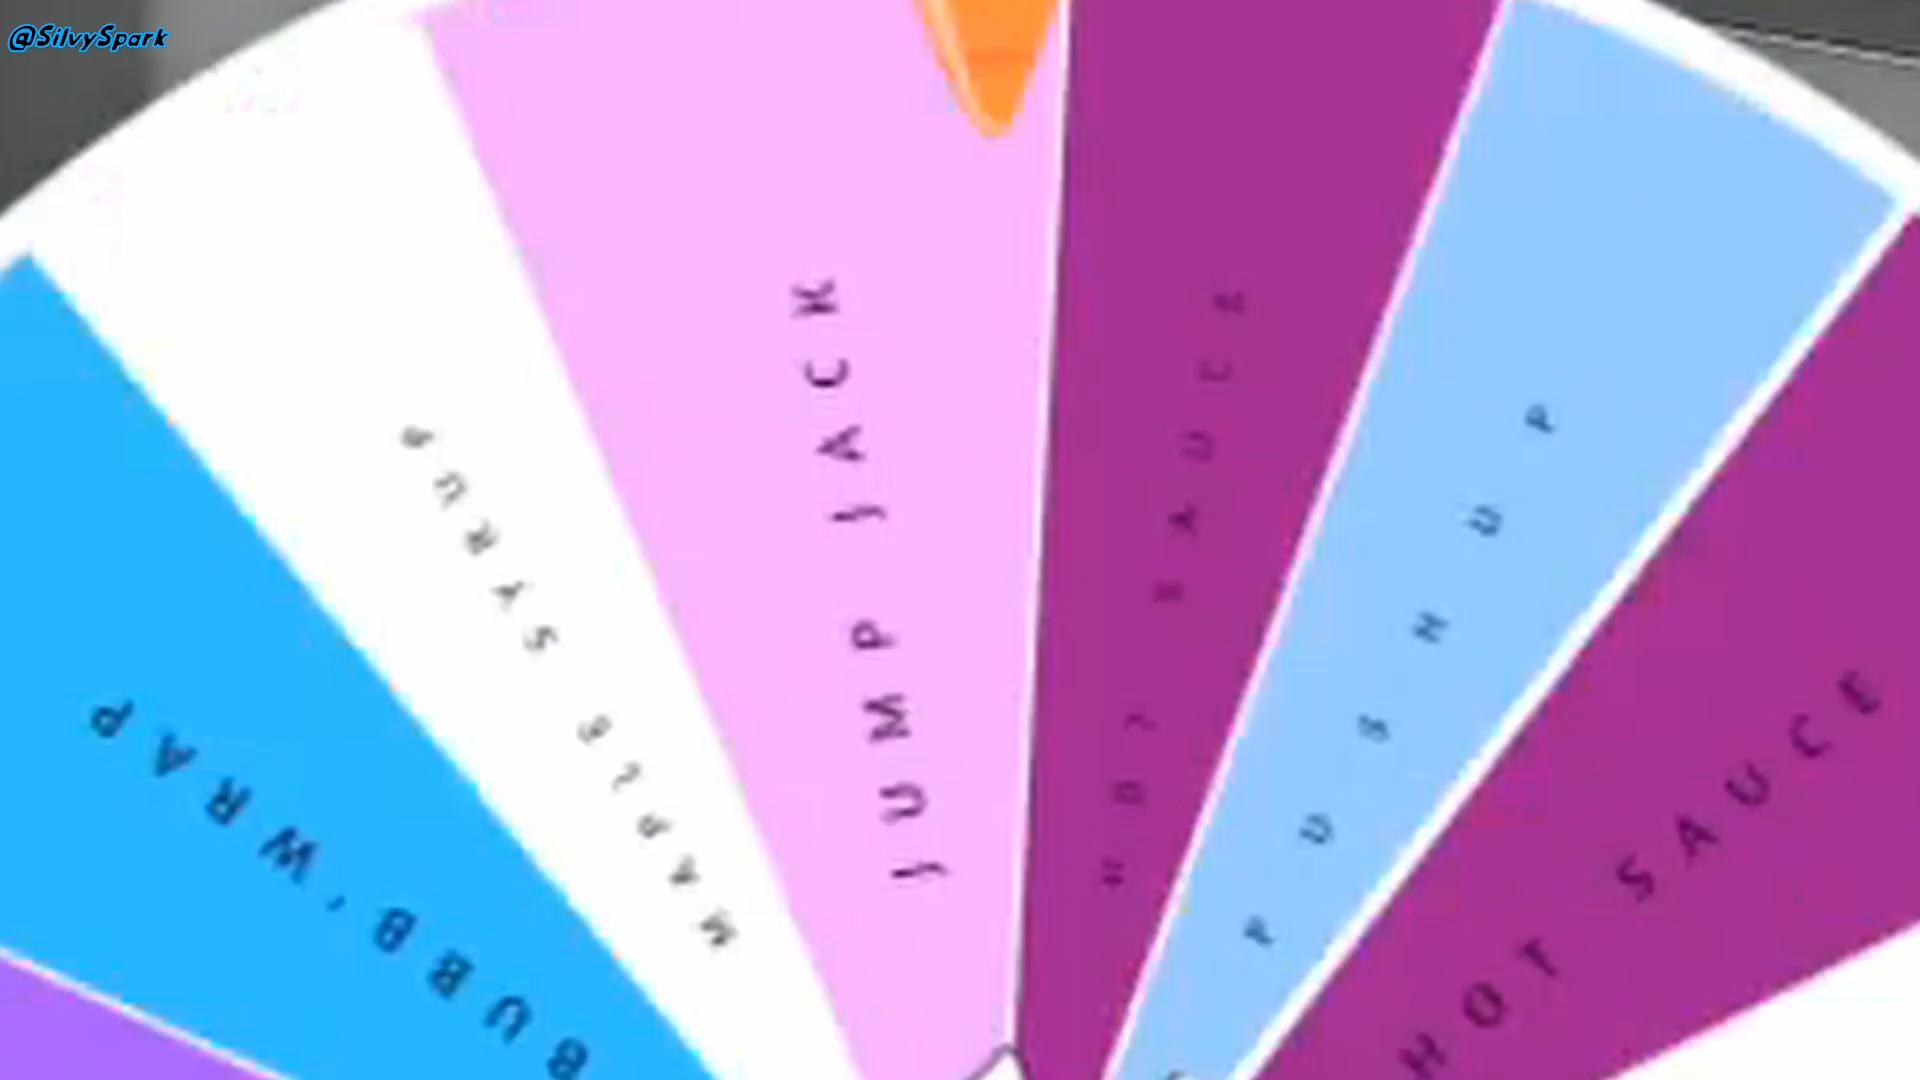 @SilvySpark
BUBB'WRAP
MAPLE SYRUP
JUMP JACK
HOT SAUCE
PUSH UP
HOT SAUCE